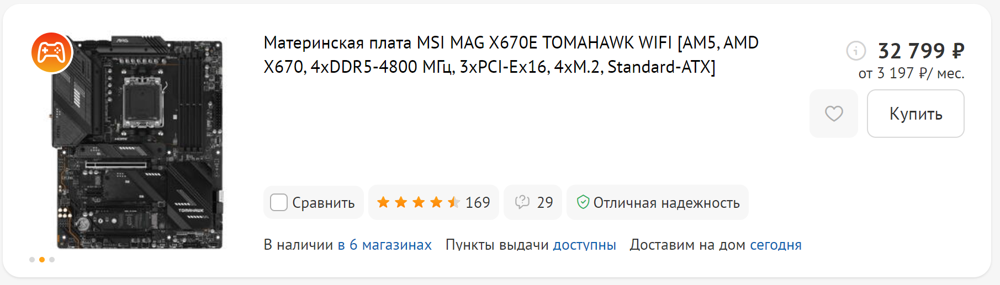 Материнская плата MSI MAG X670E TOMAHAWK WIFI [AM5, AMD
X670, 4xDDR5-4800 МГц, 3xPCI-Ex16, 4xM.2, Standard-ATX]
32 799 ₽
от 3 197 ₽/ мес.
Купить
Сравнить
169
29
Отличная надежность
В наличии в 6 магазинах Пункты выдачи доступны Доставим на дом сегодня
TOMAHAWK